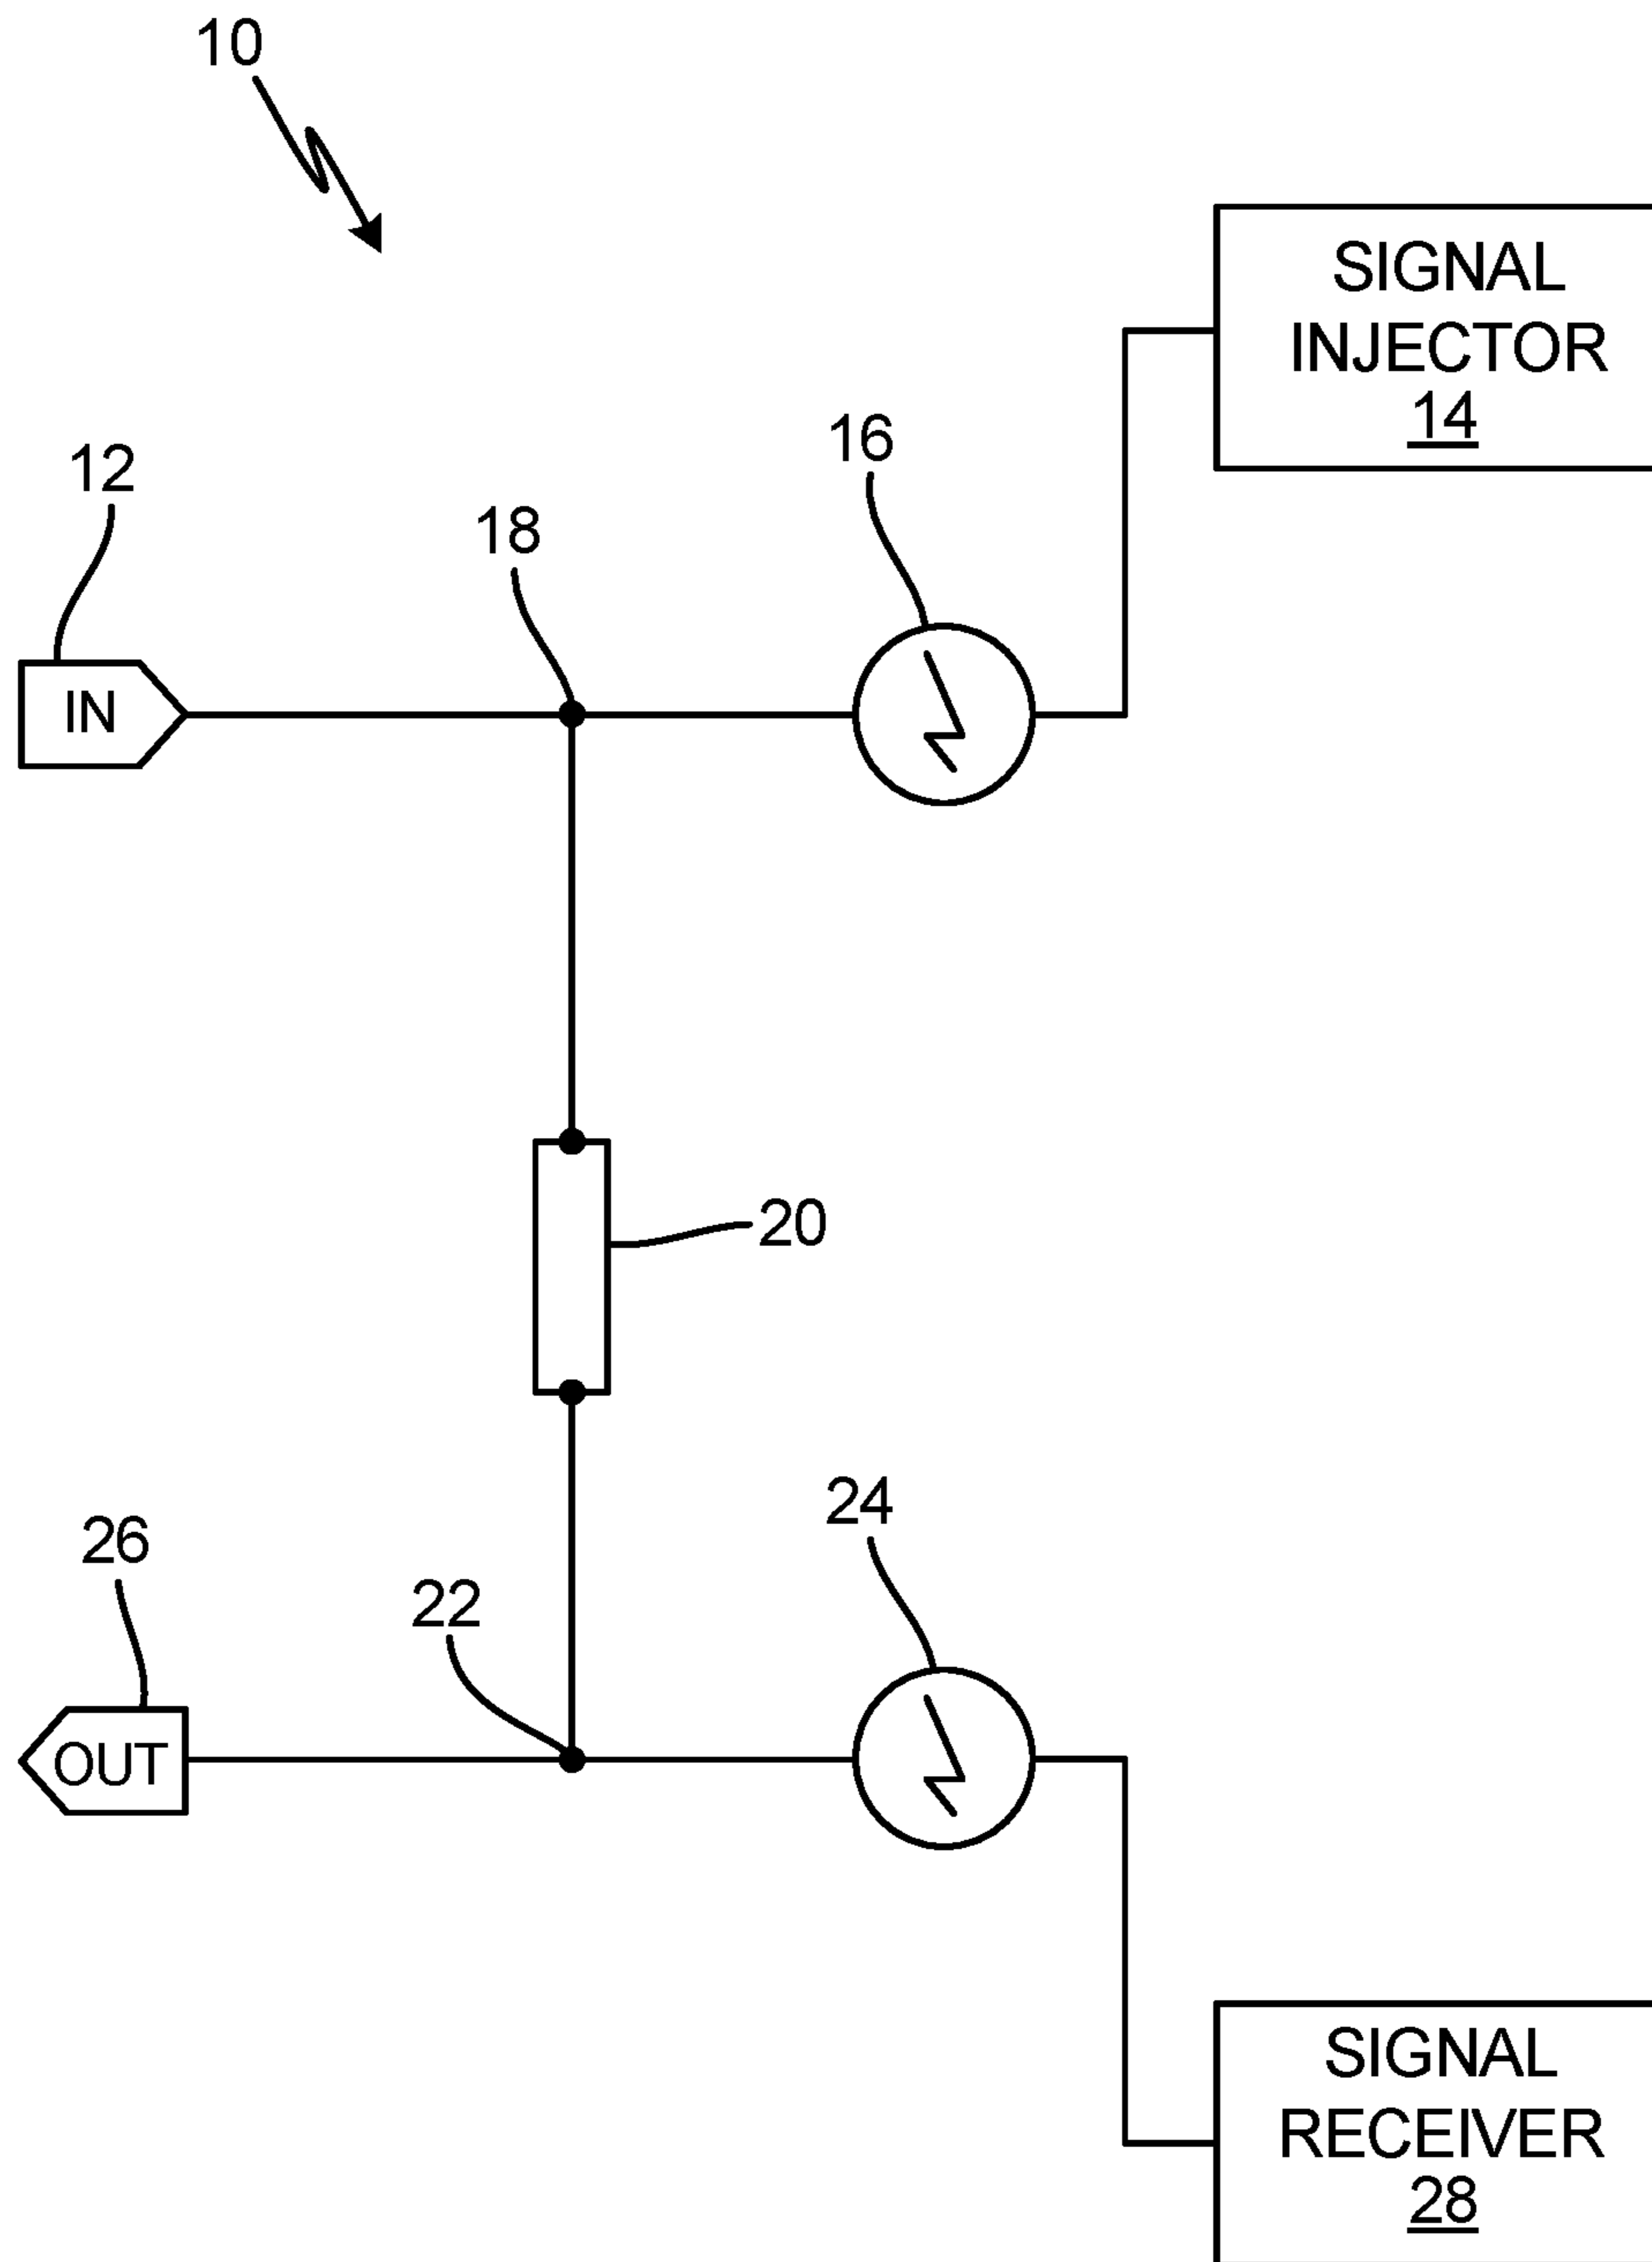 10
SIGNAL
INJECTOR
14
16
12
18
IN
20
24
26
22
OUT
SIGNAL
RECEIVER
28